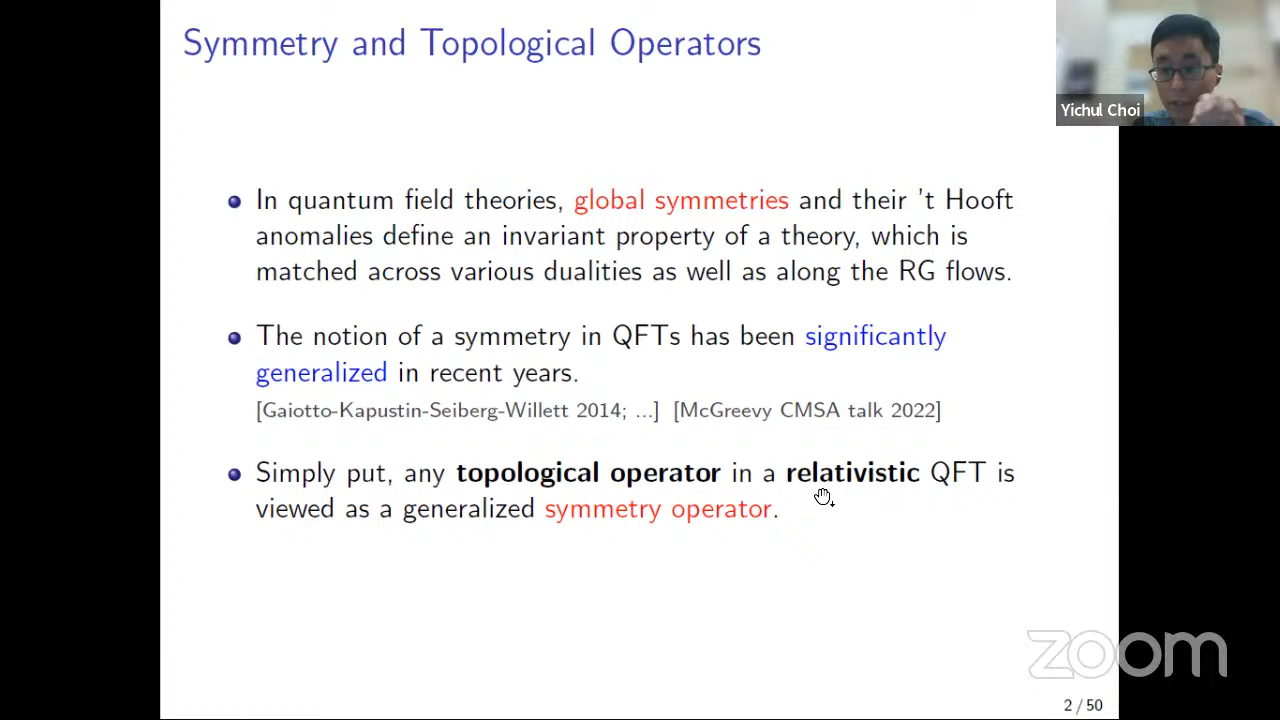 Symmetry and Topological Operators
Yichul Choi
In quantum field theories, global symmetries and their 't Hooft
anomalies define an invariant property of a theory, which is
matched across various dualities as well as along the RG flows.
The notion of a symmetry in QFTs has been significantly
generalized in recent years.
[Gaiotto-Kapustin-Seiberg-Willett 2014; ...] [McGreevy CMSA talk 2022]
Simply put, any topological operator in a relativistic QFT is
viewed as a generalized symmetry operator.
zoom
2 / 50